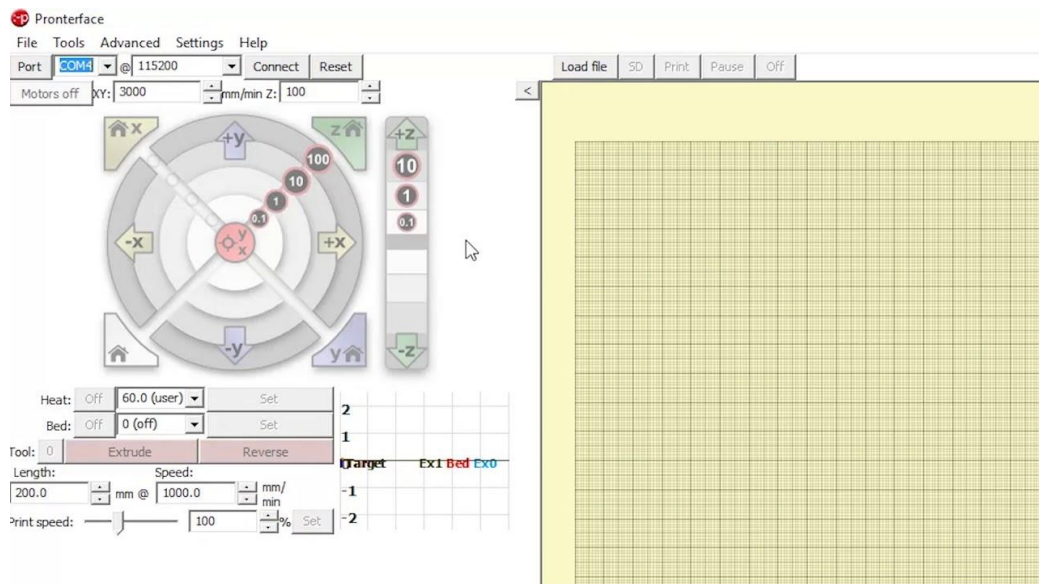 Pronterface
File Tools Advanced Settings Help
Port COM4 @ 115200 Connect Reset Load file SD Print Pause Off
Motors off XY: 3000 mm/min Z: 100 <
x +y z +z
100 10
10 1
1 0.1
0.1
-x y x +x
-y y -z
Heat: Off 60.0 (user) Set
Bed: Off 0 (off) Set
Tool: 0 Extrude Reverse
Length: Speed:
200.0 mm @ 1000.0 mm/
min
Print speed: 100 % Set
2
1
Target Ex1 Bed Ex0
-1
-2